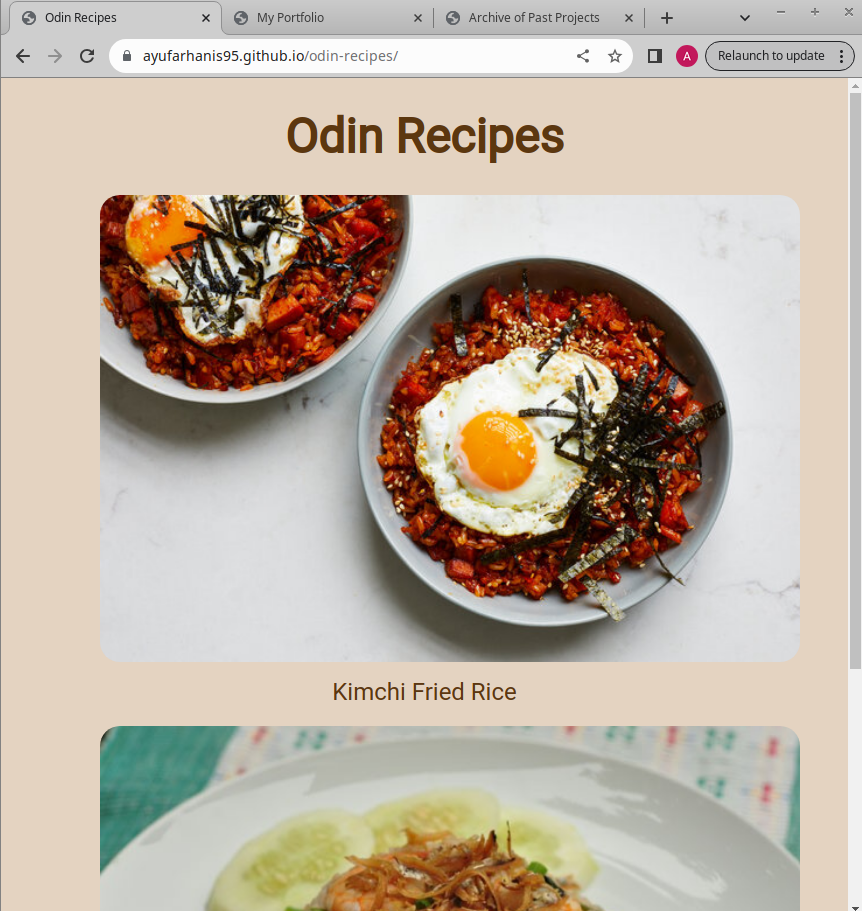 Odin Recipes
My Portfolio
Archive of Past Projects
ayufarhanis95.github.io/odin-recipes/
A
Relaunch to update
Odin Recipes
Kimchi Fried Rice